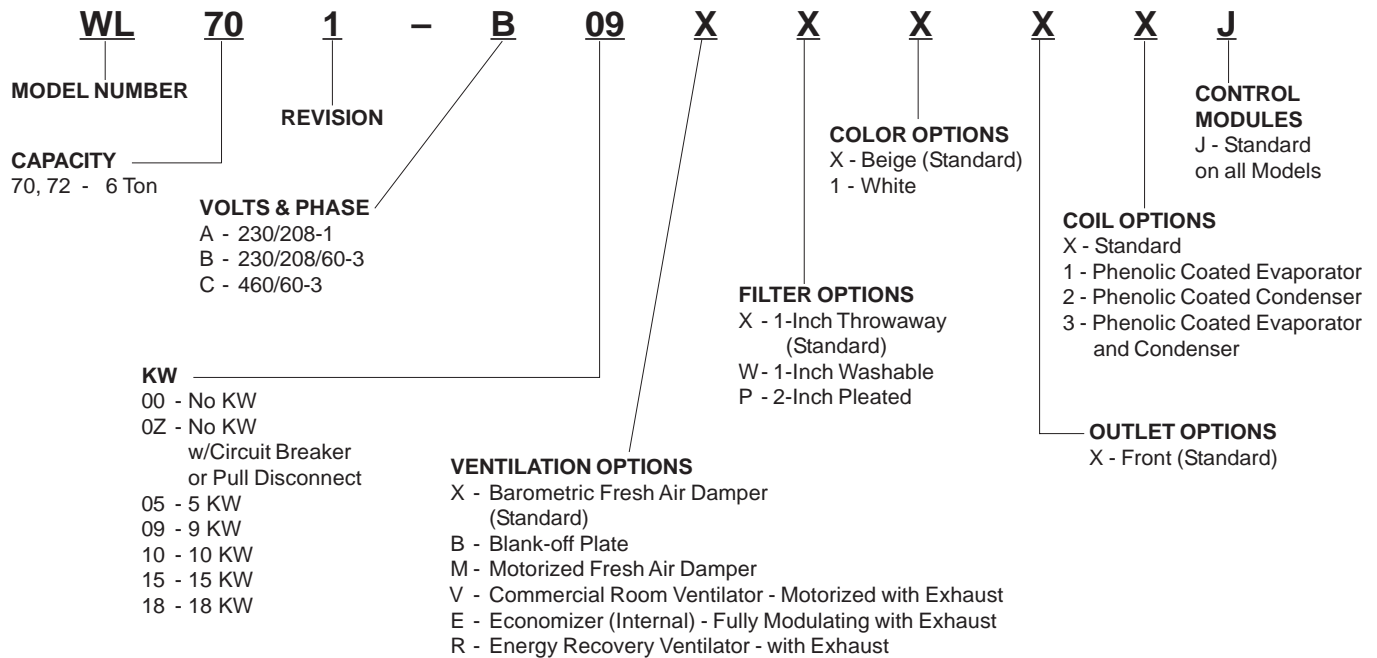 WL 70 1 – B 09 X X X X X J
MODEL NUMBER
CAPACITY
70, 72 - 6 Ton
REVISION
VOLTS & PHASE
A - 230/208-1
B - 230/208/60-3
C - 460/60-3
KW
00 - No KW
0Z - No KW
w/Circuit Breaker
or Pull Disconnect
05 - 5 KW
09 - 9 KW
10 - 10 KW
15 - 15 KW
18 - 18 KW
VENTILATION OPTIONS
X - Barometric Fresh Air Damper
(Standard)
B - Blank-off Plate
M - Motorized Fresh Air Damper
V - Commercial Room Ventilator - Motorized with Exhaust
E - Economizer (Internal) - Fully Modulating with Exhaust
R - Energy Recovery Ventilator - with Exhaust
FILTER OPTIONS
X - 1-Inch Throwaway
(Standard)
W - 1-Inch Washable
P - 2-Inch Pleated
COLOR OPTIONS
X - Beige (Standard)
1 - White
OUTLET OPTIONS
X - Front (Standard)
COIL OPTIONS
X - Standard
1 - Phenolic Coated Evaporator
2 - Phenolic Coated Condenser
3 - Phenolic Coated Evaporator
and Condenser
CONTROL
MODULES
J - Standard
on all Models